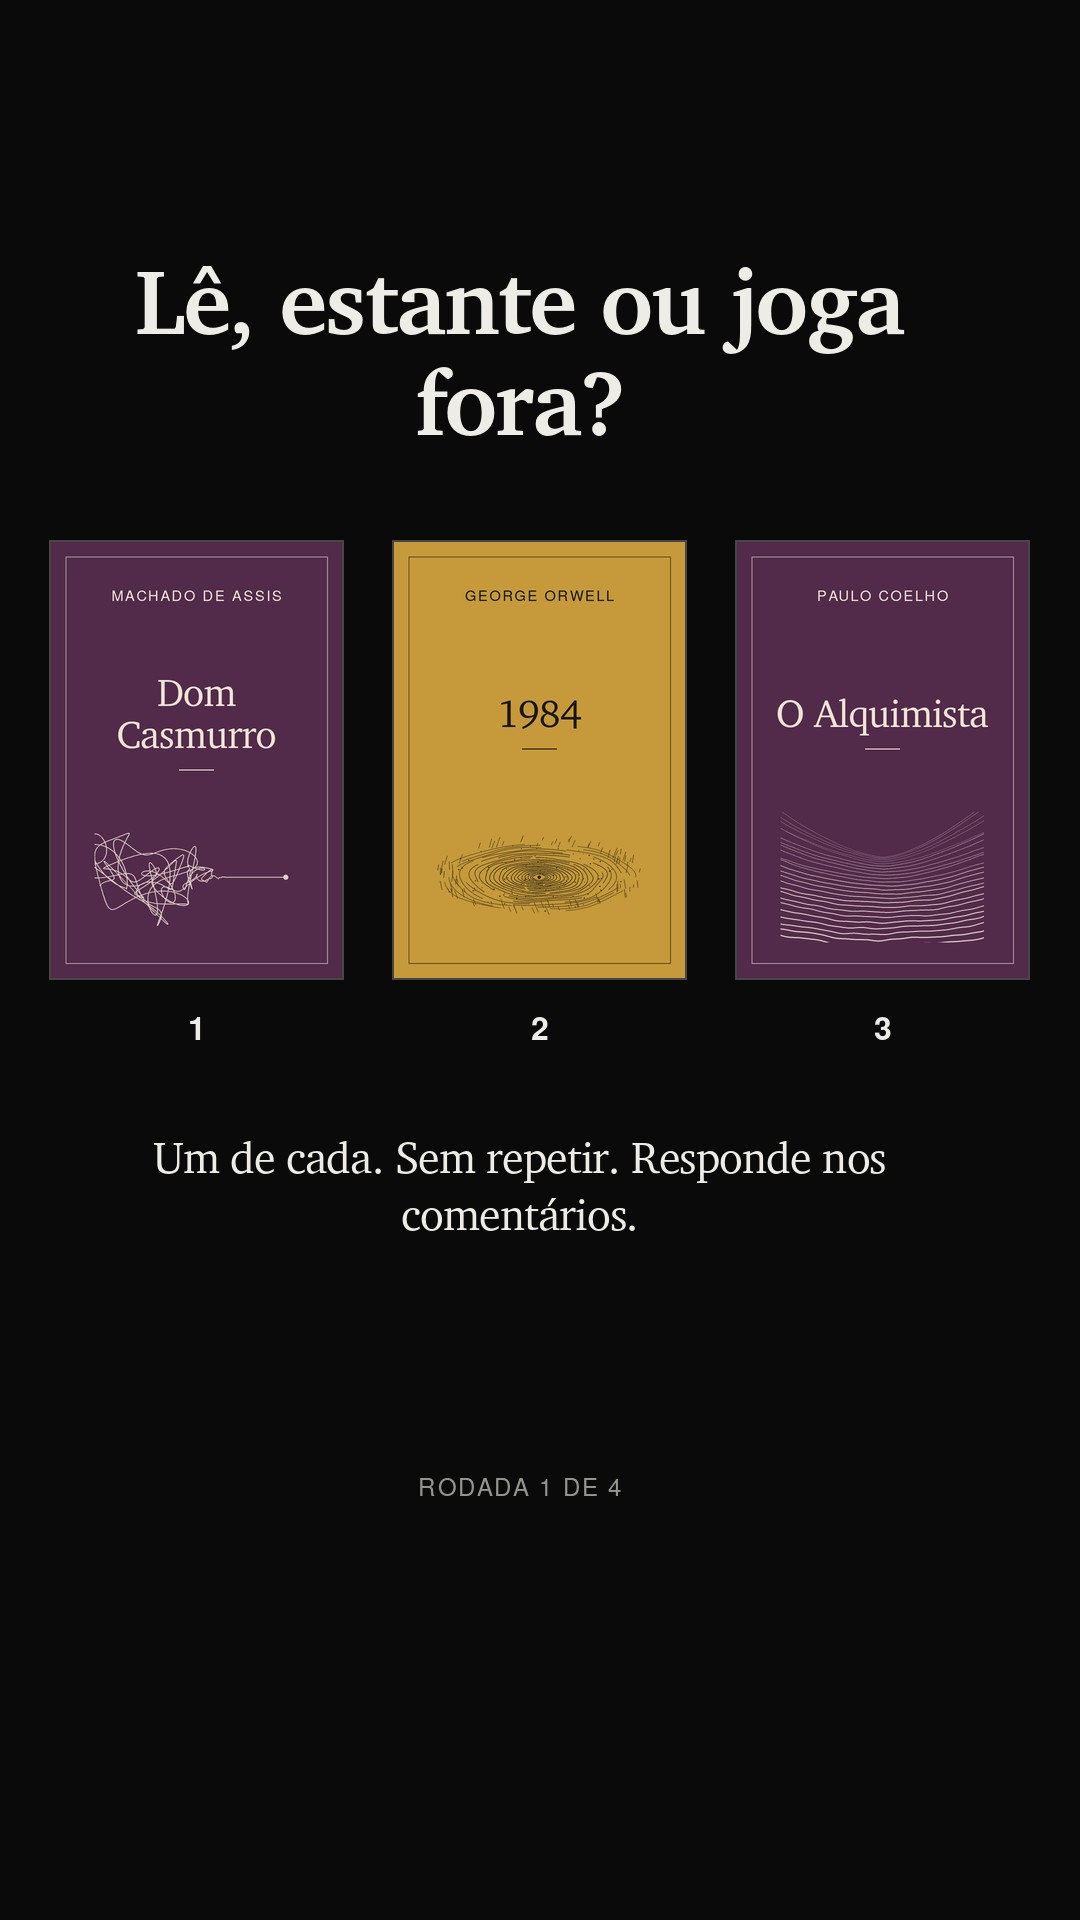 Lê, estante ou joga
fora?
MACHADO DE ASSIS
Dom
Casmurro
GEORGE ORWELL
1984
PAULO COELHO
O Alquimista
1
2
3
Um de cada. Sem repetir. Responde nos
comentários.
RODADA 1 DE 4